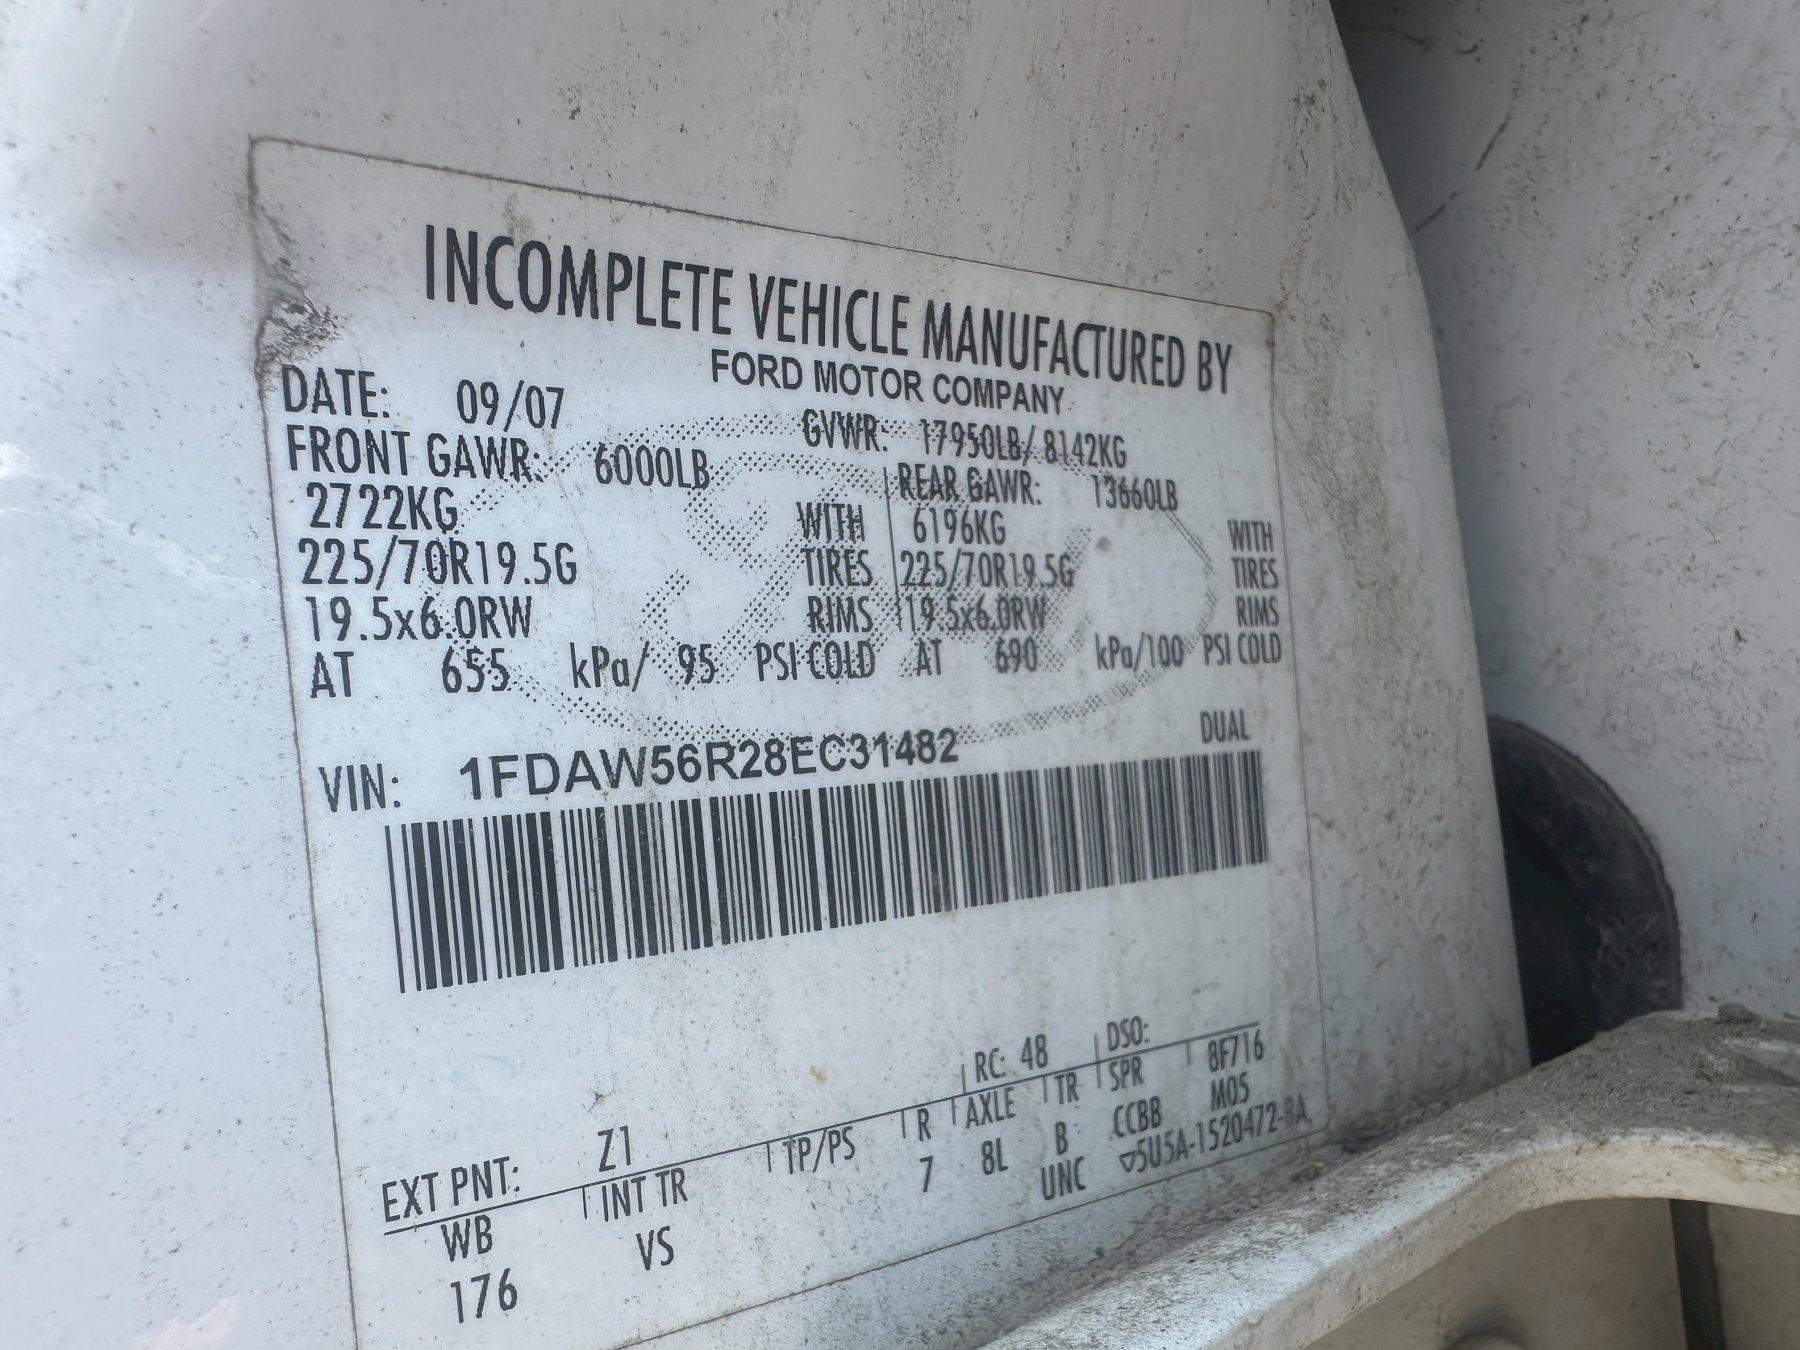 INCOMPLETE VEHICLE MANUFACTURED BY
FORD MOTOR COMPANY
DATE: 09/07 GVWR: 17950LB/ 8142KG
FRONT GAWR: 6000LB REAR GAWR: 13660LB
2722KG WITH 6196KG WITH
225/70R19.5G TIRES 225/70R19.5G TIRES
19.5x6.0RW RIMS 19.5x6.0RW RIMS
AT 655 kPa/ 95 PSI COLD AT 690 kPa/100 PSI COLD
DUAL
VIN: 1FDAW56R28EC31482
EXT PNT: Z1 RC: 48 DSO:
WB INT TR TP/PS R AXLE TR SPR 8F716
176 VS 7 8L B CCBB M05
UNC ▽5U5A-1520472-BA